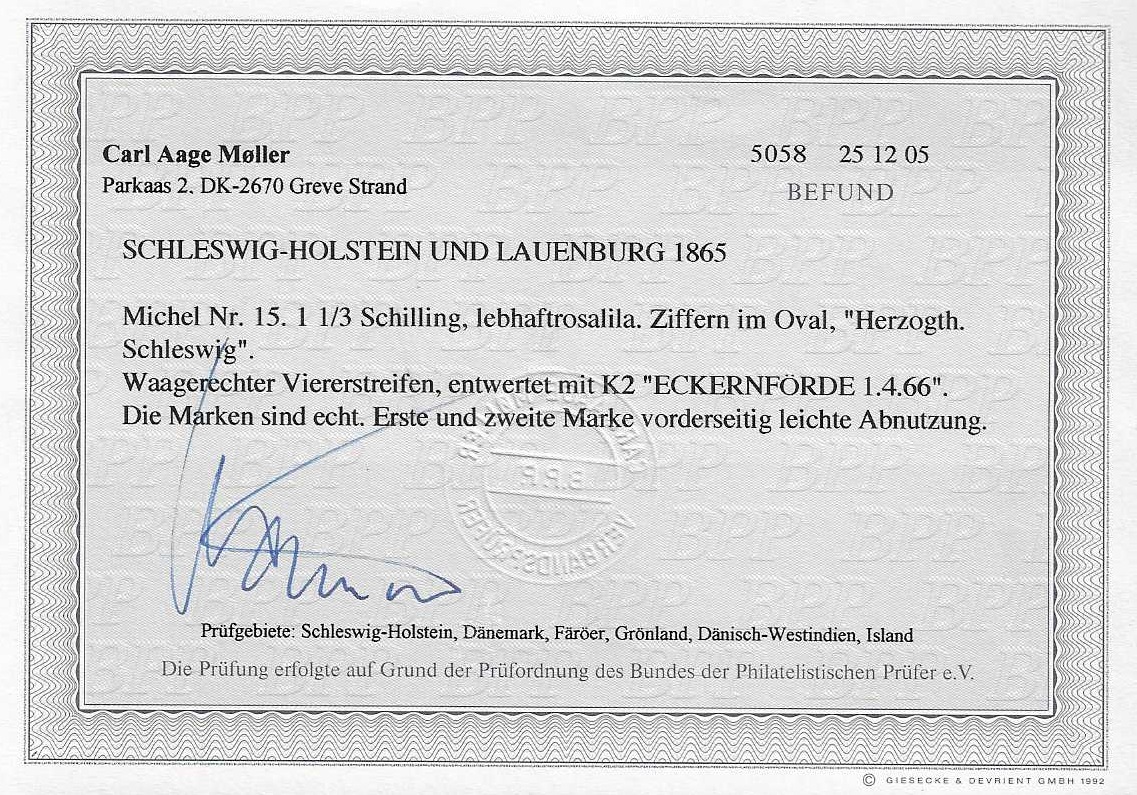 Carl Aage Møller
Parkaas 2. DK-2670 Greve Strand
5058 25 12 05
BEFUND
SCHLESWIG-HOLSTEIN UND LAUENBURG 1865
Michel Nr. 15. 1 1/3 Schilling, lebhaftrosalila. Ziffern im Oval, "Herzogth.
Schleswig".
Waagerechter Viererstreifen, entwertet mit K2 "ECKERNFÖRDE 1.4.66".
Die Marken sind echt. Erste und zweite Marke vorderseitig leichte Abnutzung.
B.P.P.
VERBANDSPRÜFER
Prüfgebiete: Schleswig-Holstein, Dänemark, Färöer, Grönland, Dänisch-Westindien, Island
Die Prüfung erfolgte auf Grund der Prüfordnung des Bundes der Philatelistischen Prüfer e.V.
© GIESECKE & DEVRIENT GMBH 1992